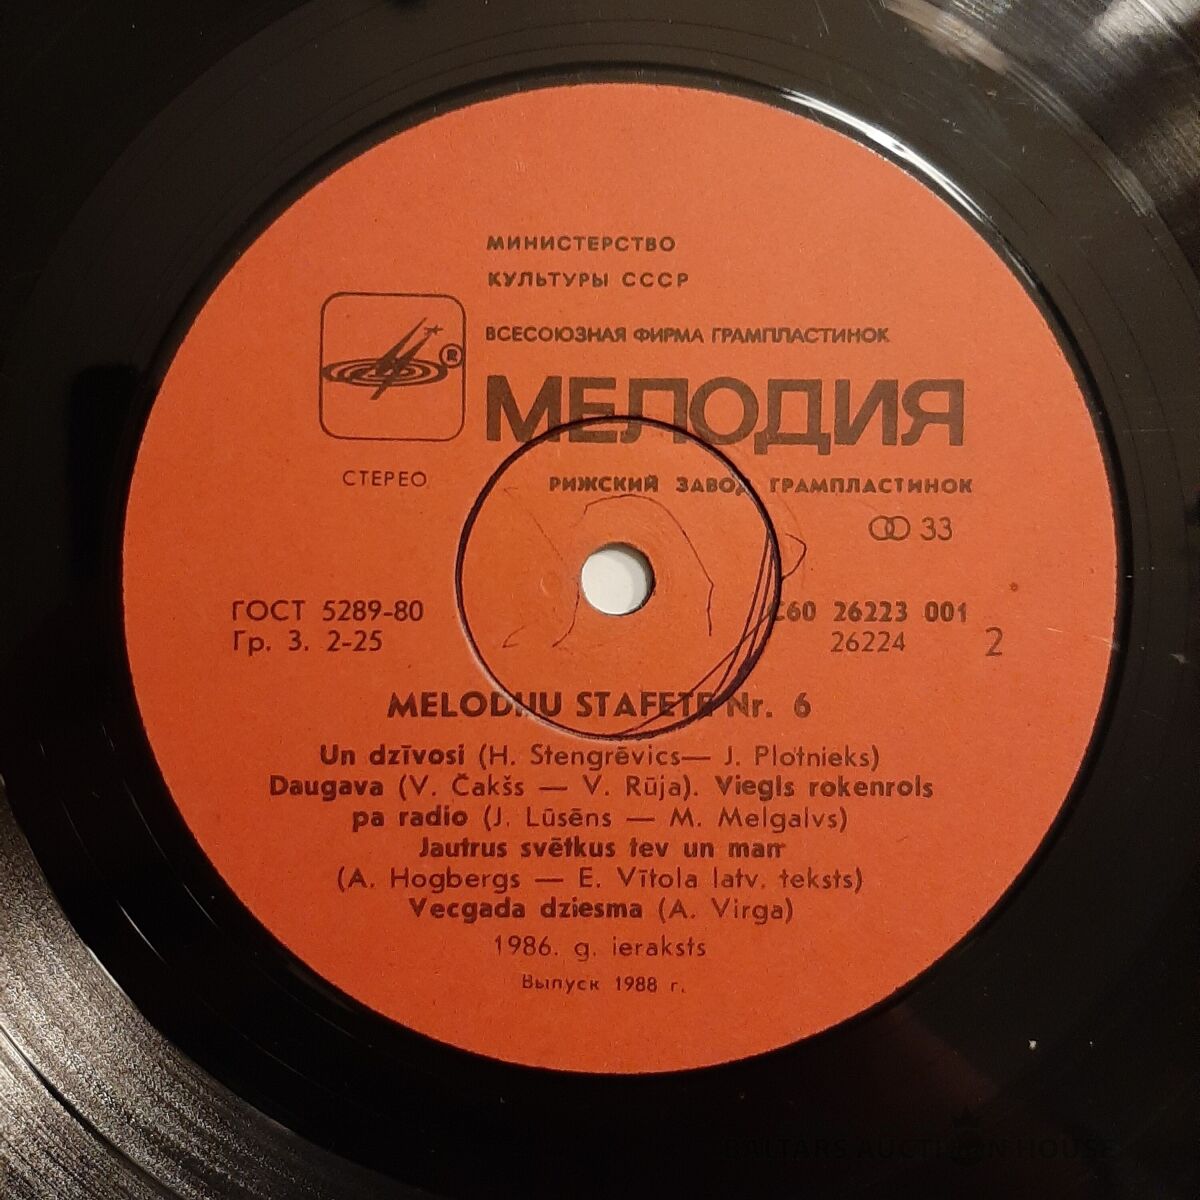 МИНИСТЕРСТВО
КУЛЬТУРЫ СССР
ВСЕСОЮЗНАЯ ФИРМА ГРАМПЛАСТИНОК
®
МЕЛОДИЯ
СТЕРЕО
РИЖСКИЙ ЗАВОД ГРАМПЛАСТИНОК
33
ГОСТ 5289-80
Гр. 3. 2-25
С60 26223 001
26224
2
MELODIJU STAFETE Nr. 6
Un dzīvosi (H. Stengrēvics— J. Plotnieks)
Daugava (V. Čakšs — V. Rūja). Viegls rokenrols
pa radio (J. Lūsēns — M. Melgalvs)
Jautrus svētkus tev un man
(A. Hogbergs — E. Vītola latv. teksts)
Vecgada dziesma (A. Virga)
1986. g. ieraksts
Выпуск 1988 г.
BALTARS AUCTION HOUSE